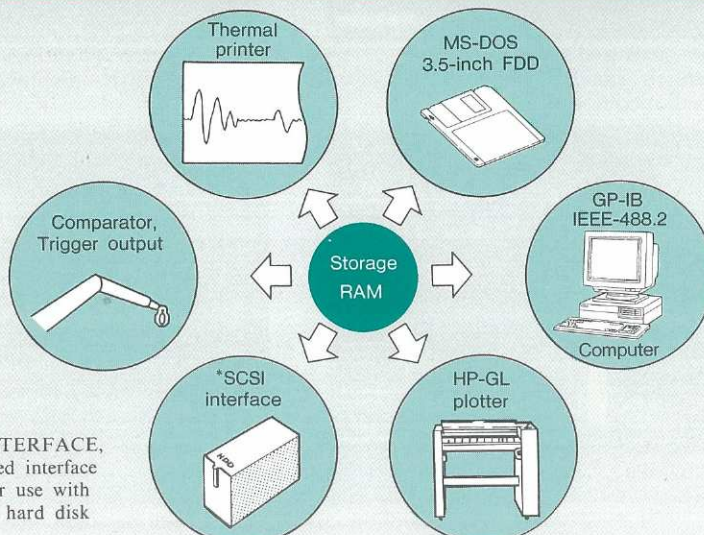 Thermal
printer
MS-DOS
3.5-inch FDD
Comparator,
Trigger output
Storage
RAM
GP-IB
IEEE-488.2
Computer
*SCSI
interface
HDD
HP-GL
plotter
TERFACE,
ed interface
r use with
hard disk